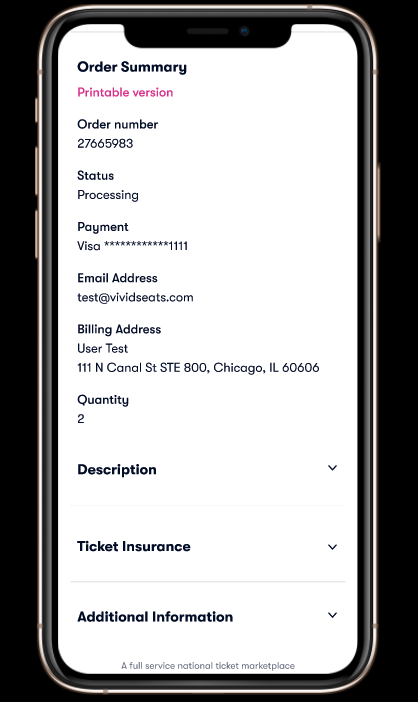 Order Summary
Printable version
Order number
27665983
Status
Processing
Payment
Visa ************1111
Email Address
test@vividseats.com
Billing Address
User Test
111 N Canal St STE 800, Chicago, IL 60606
Quantity
2
Description
Ticket Insurance
Additional Information
A full service national ticket marketplace